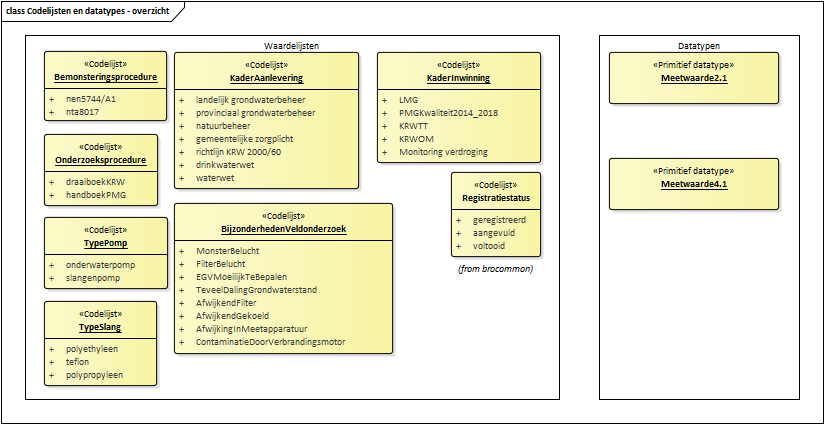 class Codelijsten en datatypes - overzicht
Waardelijsten
«Codelijst»
Bemonsteringsprocedure
+ nen5744/A1
+ nta8017
«Codelijst»
Onderzoeksprocedure
+ draaiboekKRW
+ handboekPMG
«Codelijst»
TypePomp
+ onderwaterpomp
+ slangenpomp
«Codelijst»
TypeSlang
+ polyethyleen
+ teflon
+ polypropyleen
«Codelijst»
KaderAanlevering
+ landelijk grondwaterbeheer
+ provinciaal grondwaterbeheer
+ natuurbeheer
+ gemeentelijke zorgplicht
+ richtlijn KRW 2000/60
+ drinkwaterwet
+ waterwet
«Codelijst»
BijzonderhedenVeldonderzoek
+ MonsterBelucht
+ FilterBelucht
+ EGVMoeilijkTeBepalen
+ TeveelDalingGrondwaterstand
+ AfwijkendFilter
+ AfwijkendGekoeld
+ AfwijkingInMeetapparatuur
+ ContaminatieDoorVerbrandingsmotor
«Codelijst»
KaderInwinning
+ LMG
+ PMGKwaliteit2014_2018
+ KRWTT
+ KRWOM
+ Monitoring verdroging
«Codelijst»
Registratiestatus
+ geregistreerd
+ aangevuld
+ voltooid
(from brocommon)
Datatypen
«Primitief datatype»
Meetwaarde2.1
«Primitief datatype»
Meetwaarde4.1